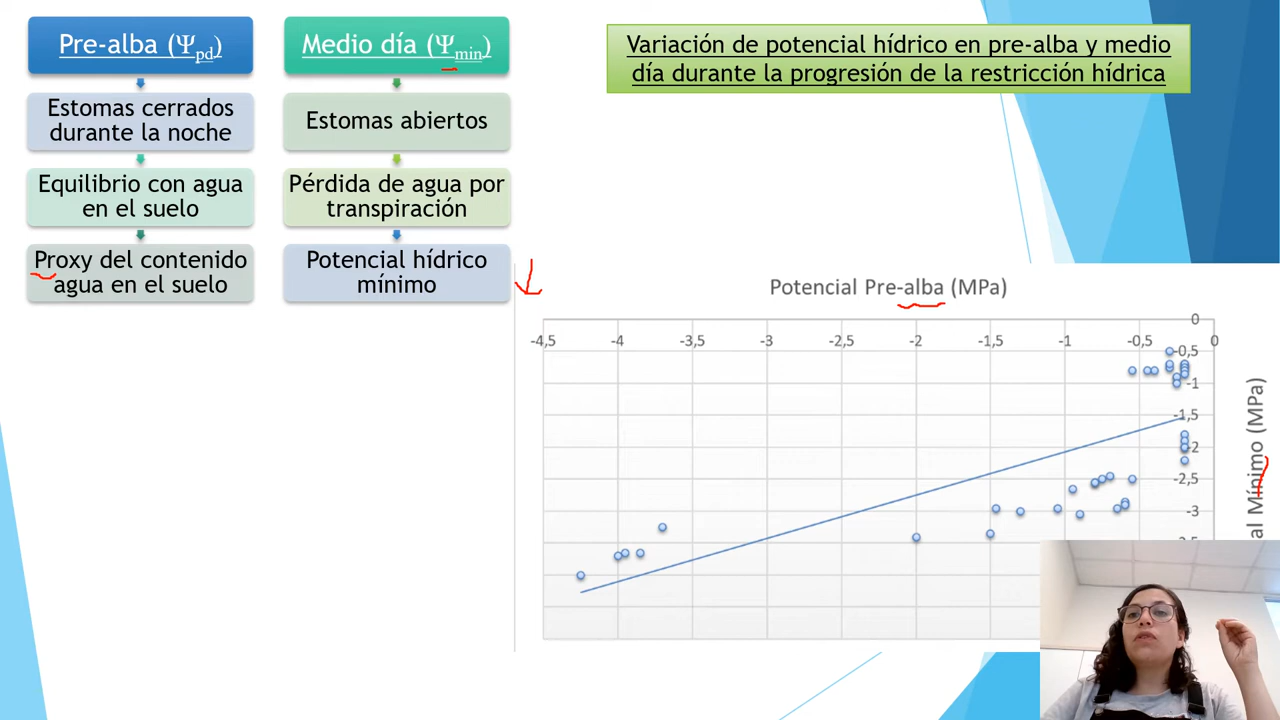 Pre-alba (Ψpd)
Estomas cerrados
durante la noche
Equilibrio con agua
en el suelo
Proxy del contenido
agua en el suelo
Medio día (Ψmin)
Estomas abiertos
Pérdida de agua por
transpiración
Potencial hídrico
mínimo
Variación de potencial hídrico en pre-alba y medio
día durante la progresión de la restricción hídrica
Potencial Pre-alba (MPa)
-4,5 -4 -3,5 -3 -2,5 -2 -1,5 -1 -0,5 0
0
-0,5
-1
-1,5
-2
-2,5
-3
al Mínimo (MPa)